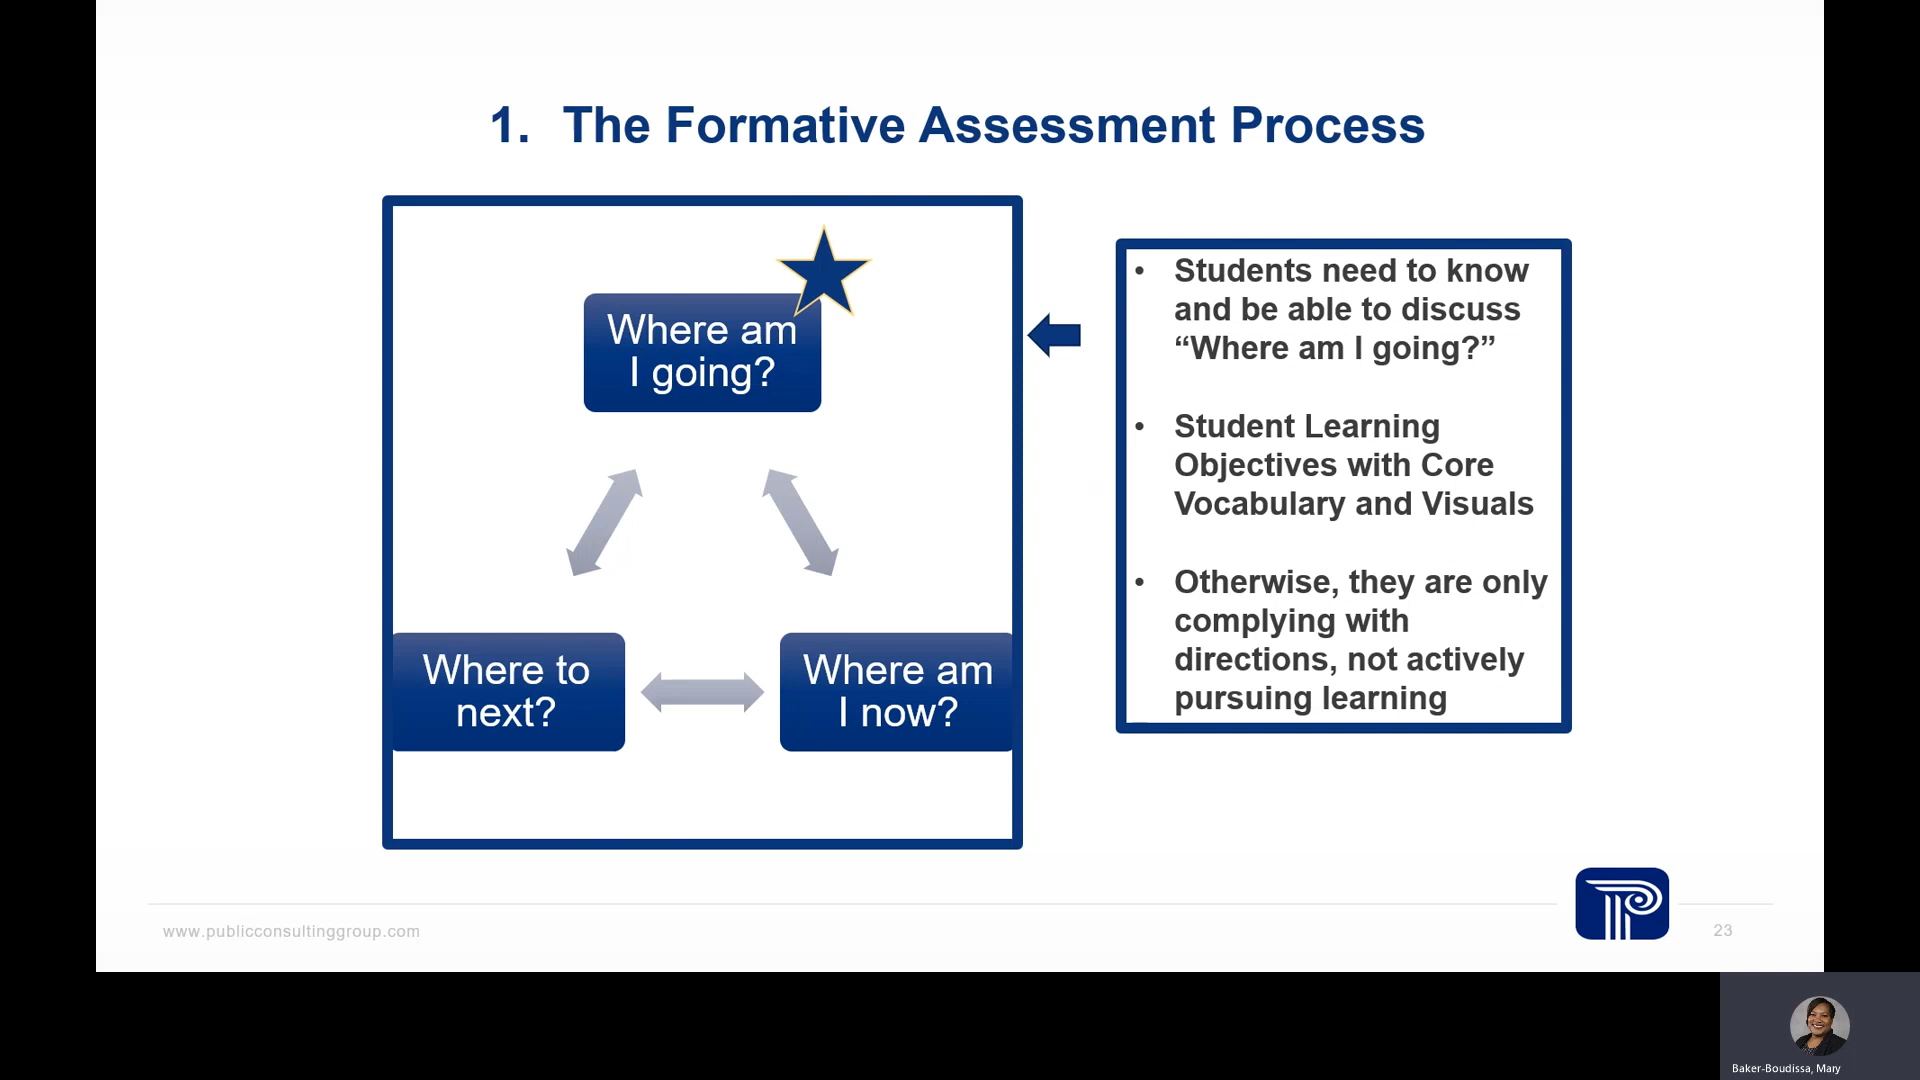 1. The Formative Assessment Process
Where am
I going?
Where to
next?
Where am
I now?
• Students need to know
and be able to discuss
“Where am I going?”
• Student Learning
Objectives with Core
Vocabulary and Visuals
• Otherwise, they are only
complying with
directions, not actively
pursuing learning
www.publicconsultinggroup.com
23
Baker-Boudissa, Mary